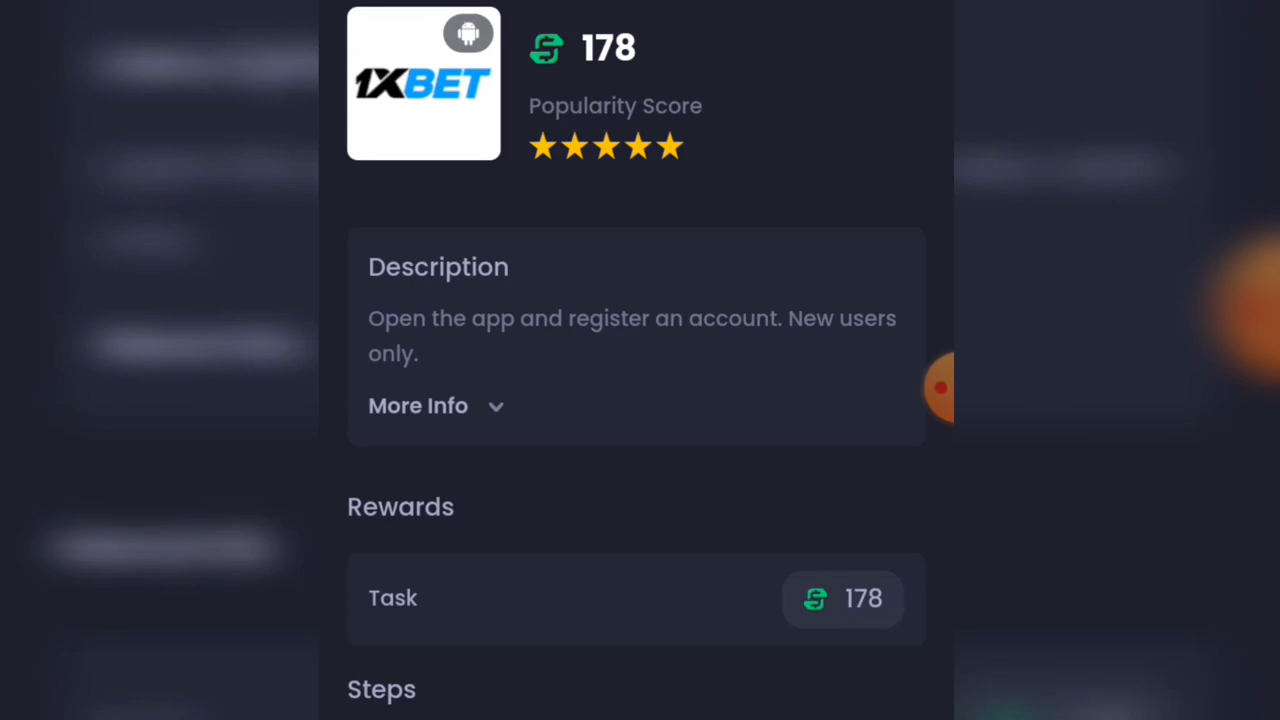 1XBET
178
Popularity Score
Description
Open the app and register an account. New users
only.
More Info
Rewards
Task
178
Steps